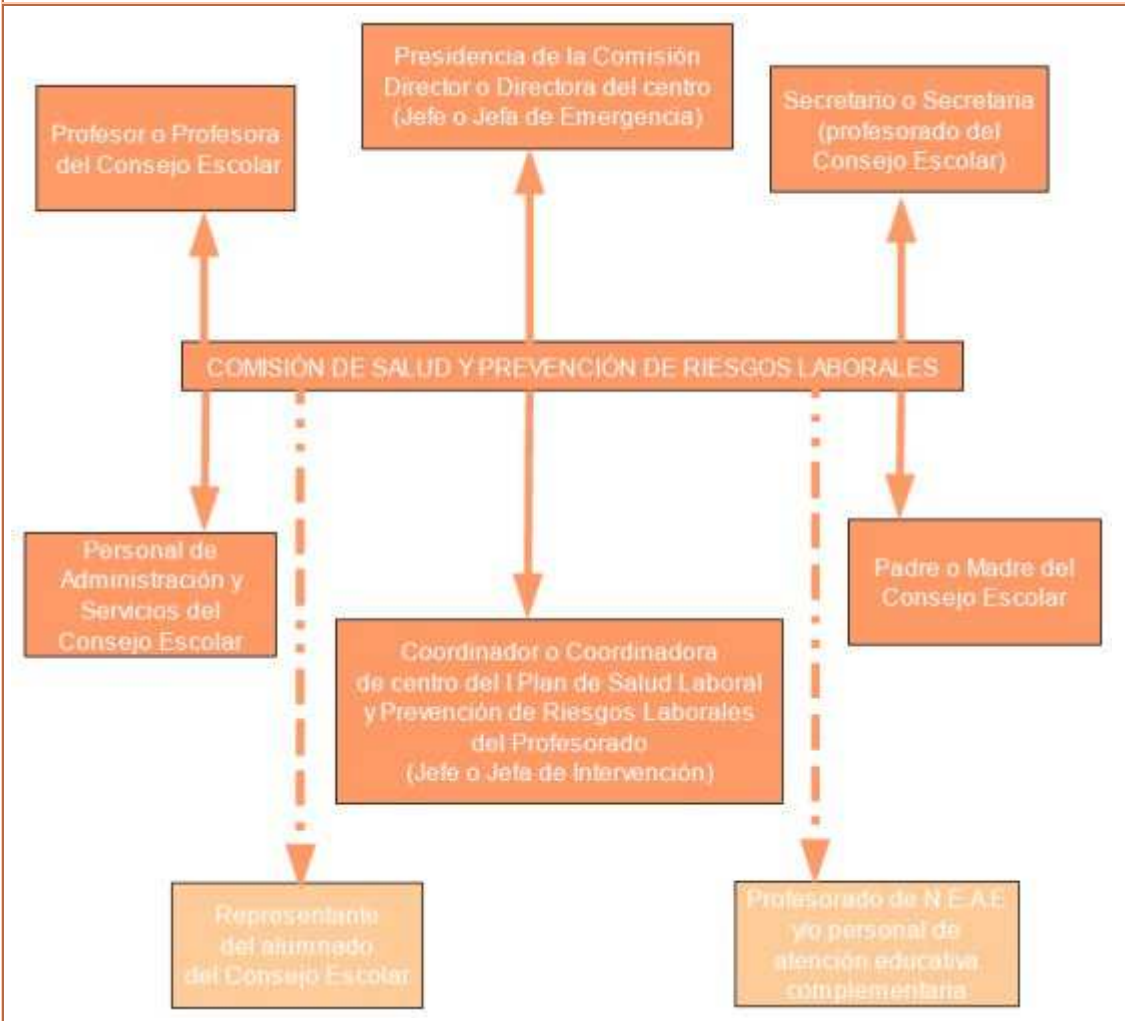 Presidencia de la Comisión
Director o Directora del centro
(Jefe o Jefa de Emergencia)
Profesor o Profesora
del Consejo Escolar
Secretario o Secretaria
(profesorado del
Consejo Escolar)
COMISIÓN DE SALUD Y PREVENCIÓN DE RIESGOS LABORALES
Personal de
Administración y
Servicios del
Consejo Escolar
Padre o Madre del
Consejo Escolar
Coordinador o Coordinadora
de centro del I Plan de Salud Laboral
y Prevención de Riesgos Laborales
del Profesorado
(Jefe o Jefa de Intervención)
Representante
del alumnado
del Consejo Escolar
Profesorado de N.E.A.E
y/o personal de
atención educativa
complementaria